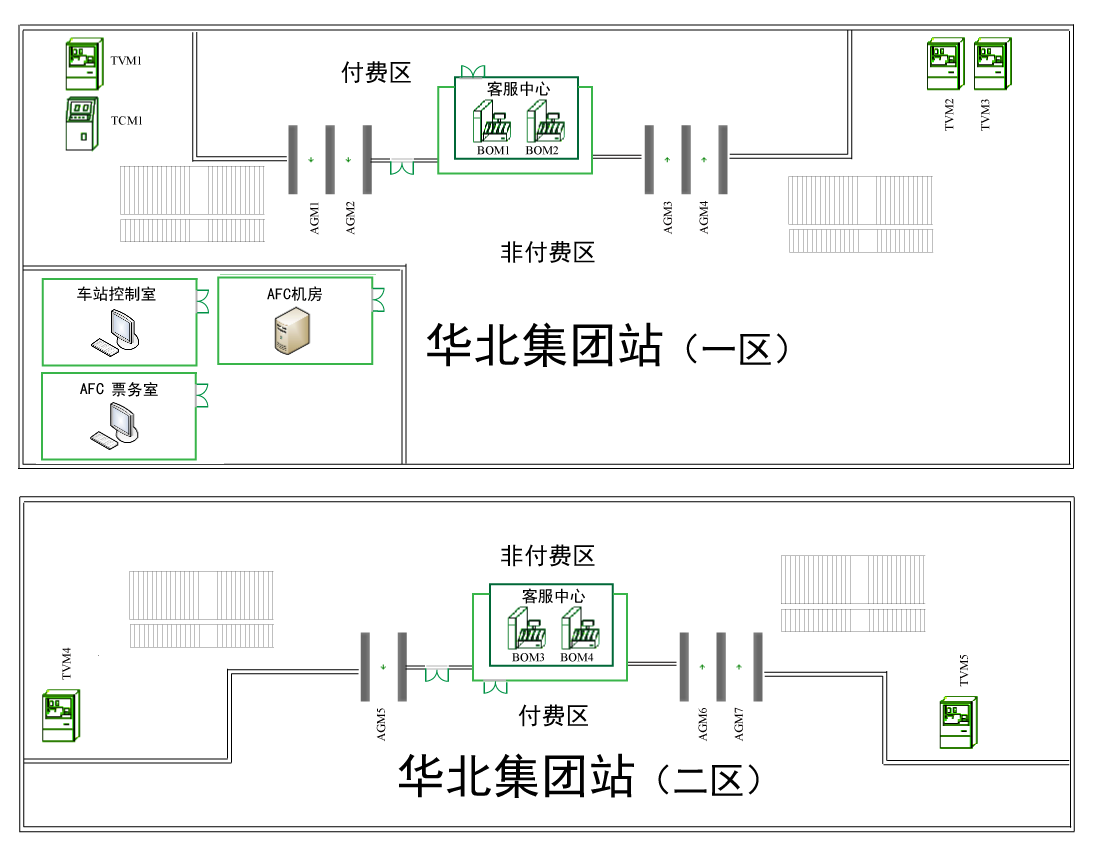 TVM1
TCM1
付费区
客服中心
BOM1 BOM2
TVM2
TVM3
AGM1
AGM2
AGM3
AGM4
非付费区
车站控制室
AFC机房
AFC 票务室
华北集团站（一区）
非付费区
客服中心
BOM3 BOM4
TVM4
TVM5
AGM5
付费区
AGM6
AGM7
华北集团站（二区）